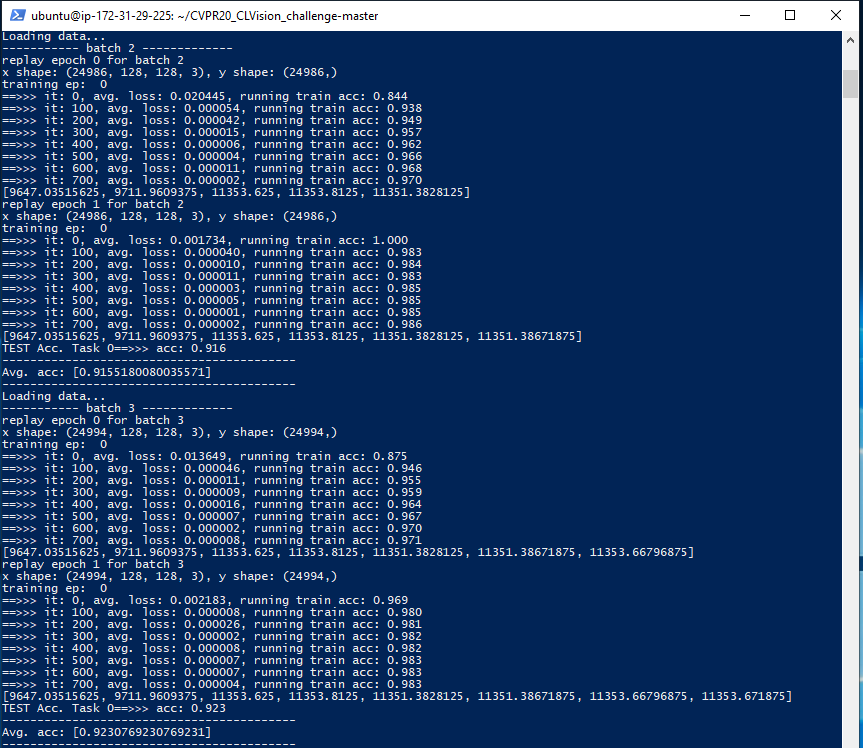 ubuntu@ip-172-31-29-225: ~/CVPR20_CLVision_challenge-master
Loading data...
----------- batch 2 -------------
replay epoch 0 for batch 2
x shape: (24986, 128, 128, 3), y shape: (24986,)
training ep:  0
==>>> it: 0, avg. loss: 0.020445, running train acc: 0.844
==>>> it: 100, avg. loss: 0.000054, running train acc: 0.938
==>>> it: 200, avg. loss: 0.000042, running train acc: 0.949
==>>> it: 300, avg. loss: 0.000015, running train acc: 0.957
==>>> it: 400, avg. loss: 0.000006, running train acc: 0.962
==>>> it: 500, avg. loss: 0.000004, running train acc: 0.966
==>>> it: 600, avg. loss: 0.000011, running train acc: 0.968
==>>> it: 700, avg. loss: 0.000002, running train acc: 0.970
[9647.03515625, 9711.9609375, 11353.625, 11353.8125, 11351.3828125]
replay epoch 1 for batch 2
x shape: (24986, 128, 128, 3), y shape: (24986,)
training ep:  0
==>>> it: 0, avg. loss: 0.001734, running train acc: 1.000
==>>> it: 100, avg. loss: 0.000040, running train acc: 0.983
==>>> it: 200, avg. loss: 0.000010, running train acc: 0.984
==>>> it: 300, avg. loss: 0.000011, running train acc: 0.983
==>>> it: 400, avg. loss: 0.000003, running train acc: 0.985
==>>> it: 500, avg. loss: 0.000005, running train acc: 0.985
==>>> it: 600, avg. loss: 0.000001, running train acc: 0.985
==>>> it: 700, avg. loss: 0.000002, running train acc: 0.986
[9647.03515625, 9711.9609375, 11353.625, 11353.8125, 11351.3828125, 11351.38671875]
TEST Acc. Task 0==>>> acc: 0.916
------------------------------------------
Avg. acc: [0.9155180080035571]
------------------------------------------
Loading data...
----------- batch 3 -------------
replay epoch 0 for batch 3
x shape: (24994, 128, 128, 3), y shape: (24994,)
training ep:  0
==>>> it: 0, avg. loss: 0.013649, running train acc: 0.875
==>>> it: 100, avg. loss: 0.000046, running train acc: 0.946
==>>> it: 200, avg. loss: 0.000011, running train acc: 0.955
==>>> it: 300, avg. loss: 0.000009, running train acc: 0.959
==>>> it: 400, avg. loss: 0.000016, running train acc: 0.964
==>>> it: 500, avg. loss: 0.000007, running train acc: 0.967
==>>> it: 600, avg. loss: 0.000002, running train acc: 0.970
==>>> it: 700, avg. loss: 0.000008, running train acc: 0.971
[9647.03515625, 9711.9609375, 11353.625, 11353.8125, 11351.3828125, 11351.38671875, 11353.66796875]
replay epoch 1 for batch 3
x shape: (24994, 128, 128, 3), y shape: (24994,)
training ep:  0
==>>> it: 0, avg. loss: 0.002183, running train acc: 0.969
==>>> it: 100, avg. loss: 0.000008, running train acc: 0.980
==>>> it: 200, avg. loss: 0.000026, running train acc: 0.981
==>>> it: 300, avg. loss: 0.000002, running train acc: 0.982
==>>> it: 400, avg. loss: 0.000008, running train acc: 0.982
==>>> it: 500, avg. loss: 0.000007, running train acc: 0.983
==>>> it: 600, avg. loss: 0.000007, running train acc: 0.983
==>>> it: 700, avg. loss: 0.000004, running train acc: 0.983
[9647.03515625, 9711.9609375, 11353.625, 11353.8125, 11351.3828125, 11351.38671875, 11353.66796875, 11353.671875]
TEST Acc. Task 0==>>> acc: 0.923
------------------------------------------
Avg. acc: [0.9230769230769231]
------------------------------------------